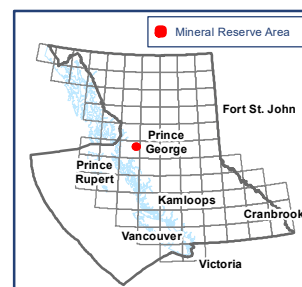 Mineral Reserve Area
Fort St. John
Prince
George
Prince
Rupert
Kamloops
Cranbrook
Vancouver
Victoria